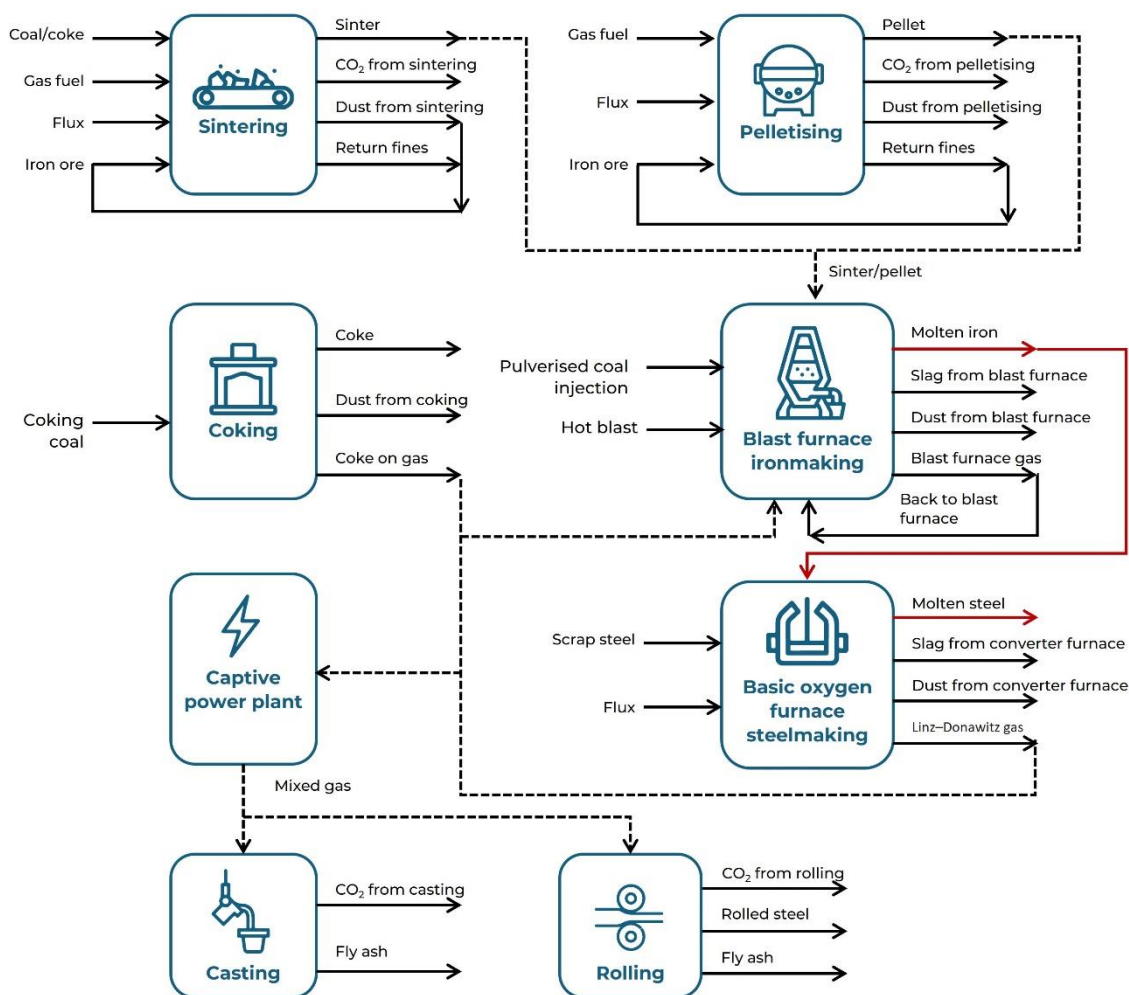 Coal/coke
Gas fuel
Flux
Iron ore
Sintering
Sinter
CO₂ from sintering
Dust from sintering
Return fines
Gas fuel
Flux
Iron ore
Pelletising
Pellet
CO₂ from pelletising
Dust from pelletising
Return fines
Sinter/pellet
Coking
coal
Coking
Coke
Dust from coking
Coke on gas
Pulverised coal
injection
Hot blast
Blast furnace
ironmaking
Molten iron
Slag from blast furnace
Dust from blast furnace
Blast furnace gas
Back to blast
furnace
Captive
power plant
Scrap steel
Flux
Basic oxygen
furnace
steelmaking
Molten steel
Slag from converter furnace
Dust from converter furnace
Linz–Donawitz gas
Mixed gas
Casting
CO₂ from casting
Fly ash
Rolling
CO₂ from rolling
Rolled steel
Fly ash